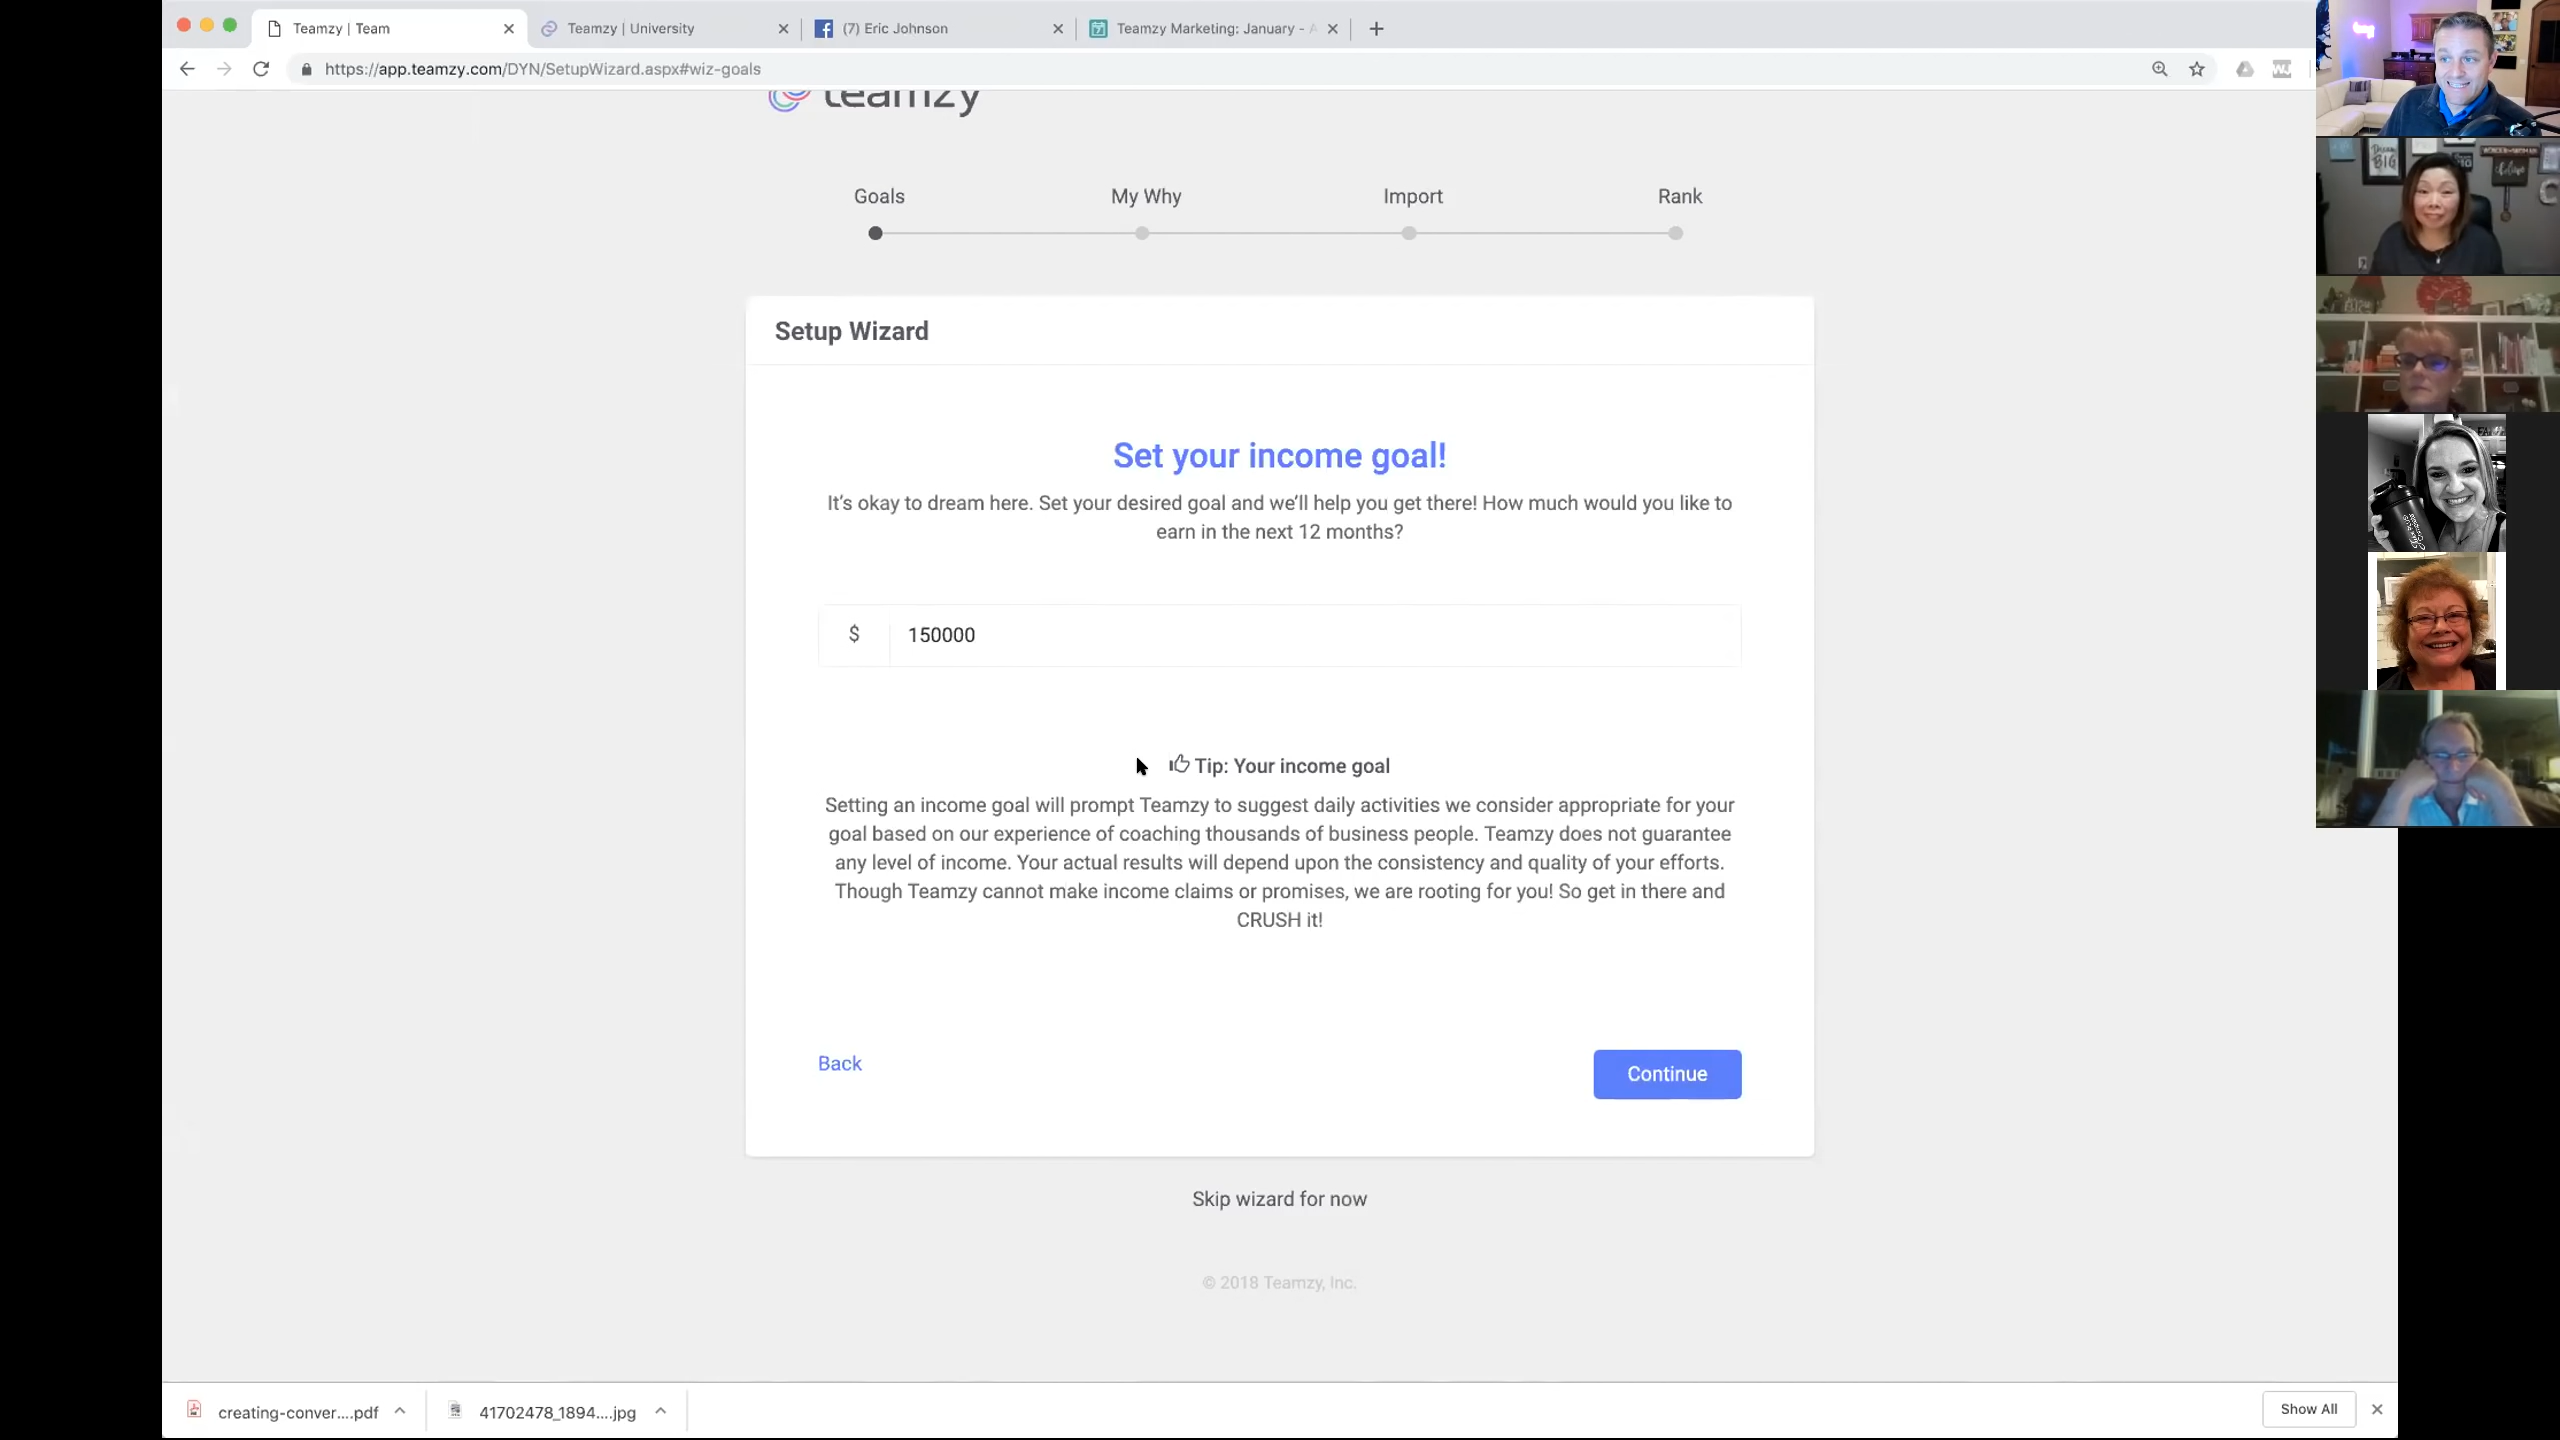 Teamzy | Team
Teamzy | University
(7) Eric Johnson
Teamzy Marketing: January - A
https://app.teamzy.com/DYN/SetupWizard.aspx#wiz-goals
teamzy
Goals
My Why
Import
Rank
Setup Wizard
Set your income goal!
It's okay to dream here. Set your desired goal and we'll help you get there! How much would you like to
earn in the next 12 months?
$ 150000
Tip: Your income goal
Setting an income goal will prompt Teamzy to suggest daily activities we consider appropriate for your
goal based on our experience of coaching thousands of business people. Teamzy does not guarantee
any level of income. Your actual results will depend upon the consistency and quality of your efforts.
Though Teamzy cannot make income claims or promises, we are rooting for you! So get in there and
CRUSH it!
Back
Continue
Skip wizard for now
© 2018 Teamzy, Inc.
creating-conver....pdf
41702478_1894....jpg
Show All
Dream
BIG